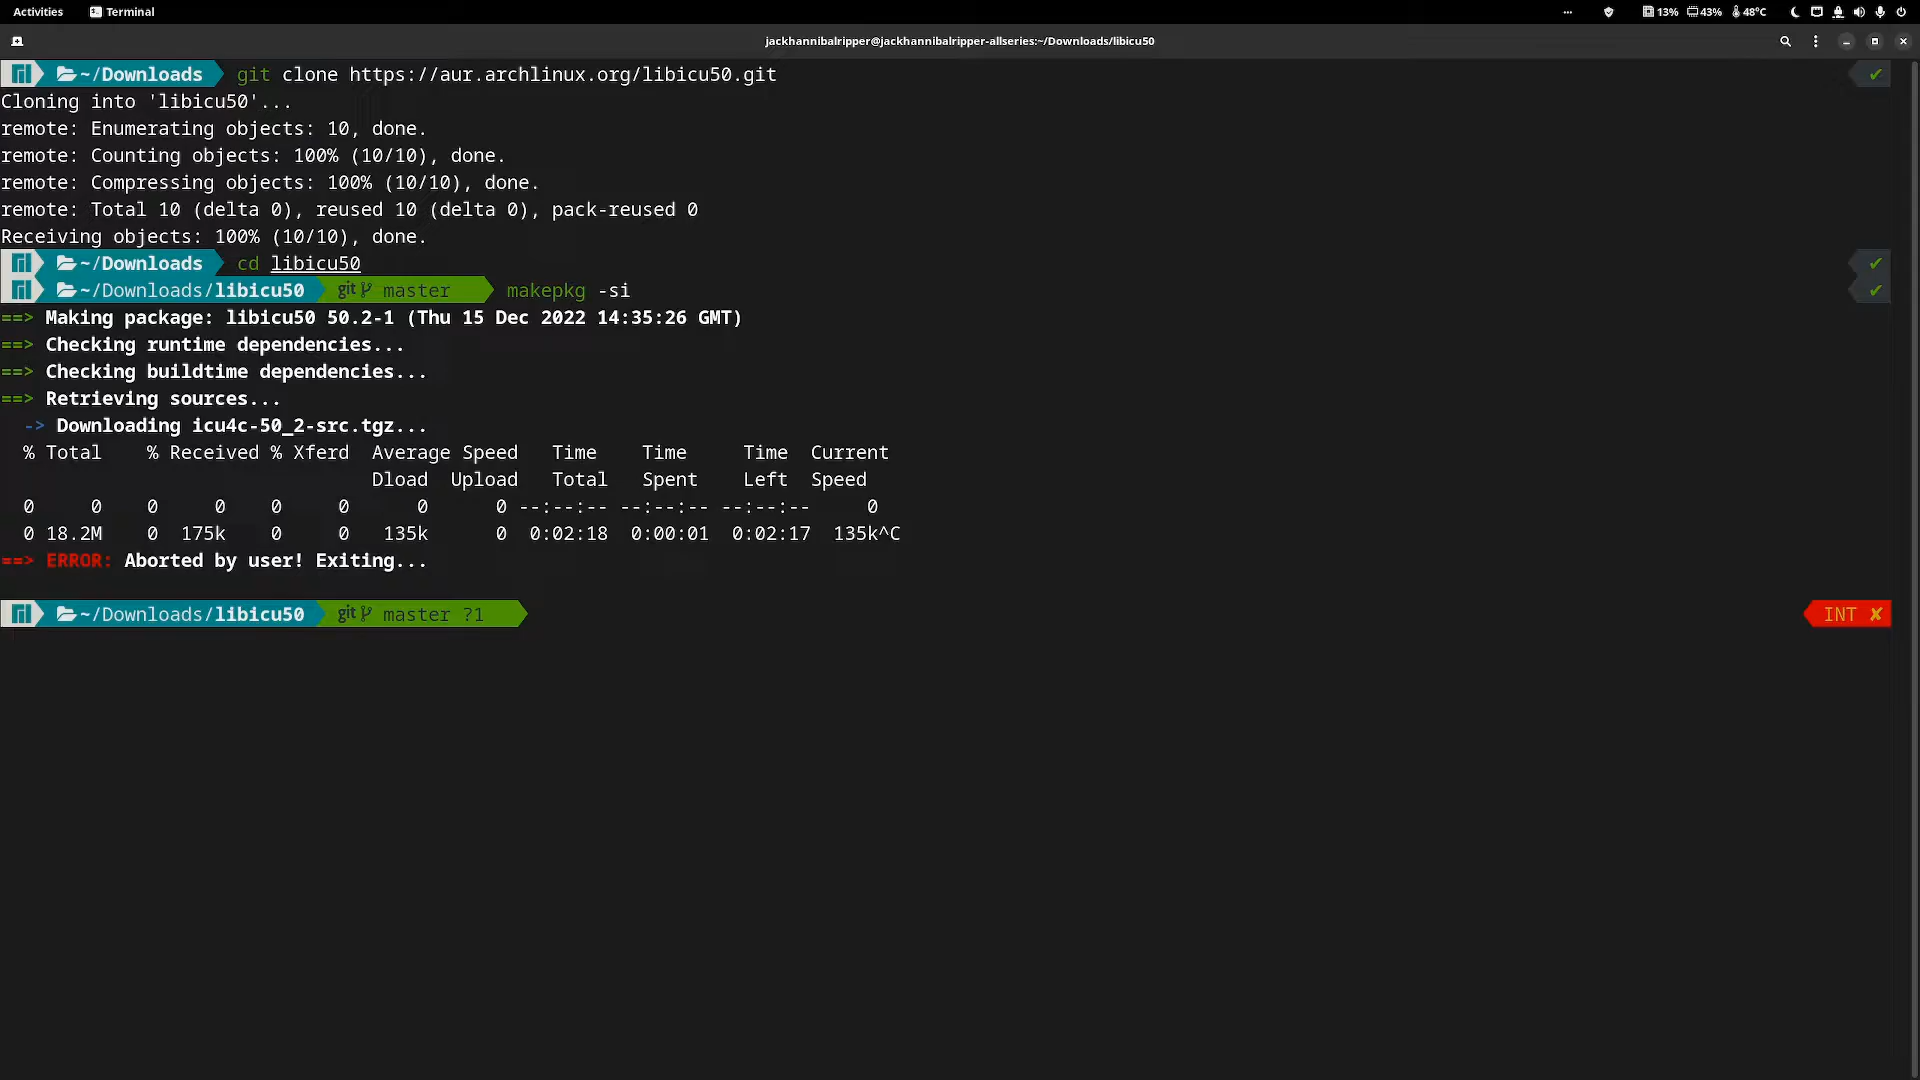 Activities Terminal 13% 43% 48°C
jackhannibalripper@jackhannibalripper-allseries:~/Downloads/libicu50
~/Downloads git clone https://aur.archlinux.org/libicu50.git ✔
Cloning into 'libicu50'...
remote: Enumerating objects: 10, done.
remote: Counting objects: 100% (10/10), done.
remote: Compressing objects: 100% (10/10), done.
remote: Total 10 (delta 0), reused 10 (delta 0), pack-reused 0
Receiving objects: 100% (10/10), done.
~/Downloads cd libicu50 ✔
~/Downloads/libicu50 git master makepkg -si ✔
==> Making package: libicu50 50.2-1 (Thu 15 Dec 2022 14:35:26 GMT)
==> Checking runtime dependencies...
==> Checking buildtime dependencies...
==> Retrieving sources...
-> Downloading icu4c-50_2-src.tgz...
% Total % Received % Xferd Average Speed Time Time Time Current
Dload Upload Total Spent Left Speed
0 0 0 0 0 0 0 0 --:--:-- --:--:-- --:--:-- 0
0 18.2M 0 175k 0 0 135k 0 0:02:18 0:00:01 0:02:17 135k^C
==> ERROR: Aborted by user! Exiting...
~/Downloads/libicu50 git master ?1 INT ✘